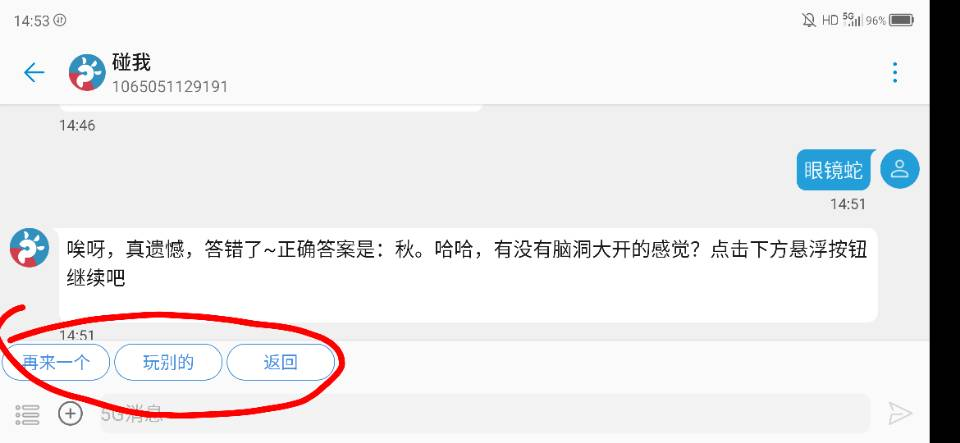 14:53
HD 5G 96%
碰我
1065051129191
14:46
眼镜蛇
14:51
唉呀，真遗憾，答错了~正确答案是：秋。哈哈，有没有脑洞大开的感觉？点击下方悬浮按钮
继续吧
14:51
再来一个 玩别的 返回
5G消息